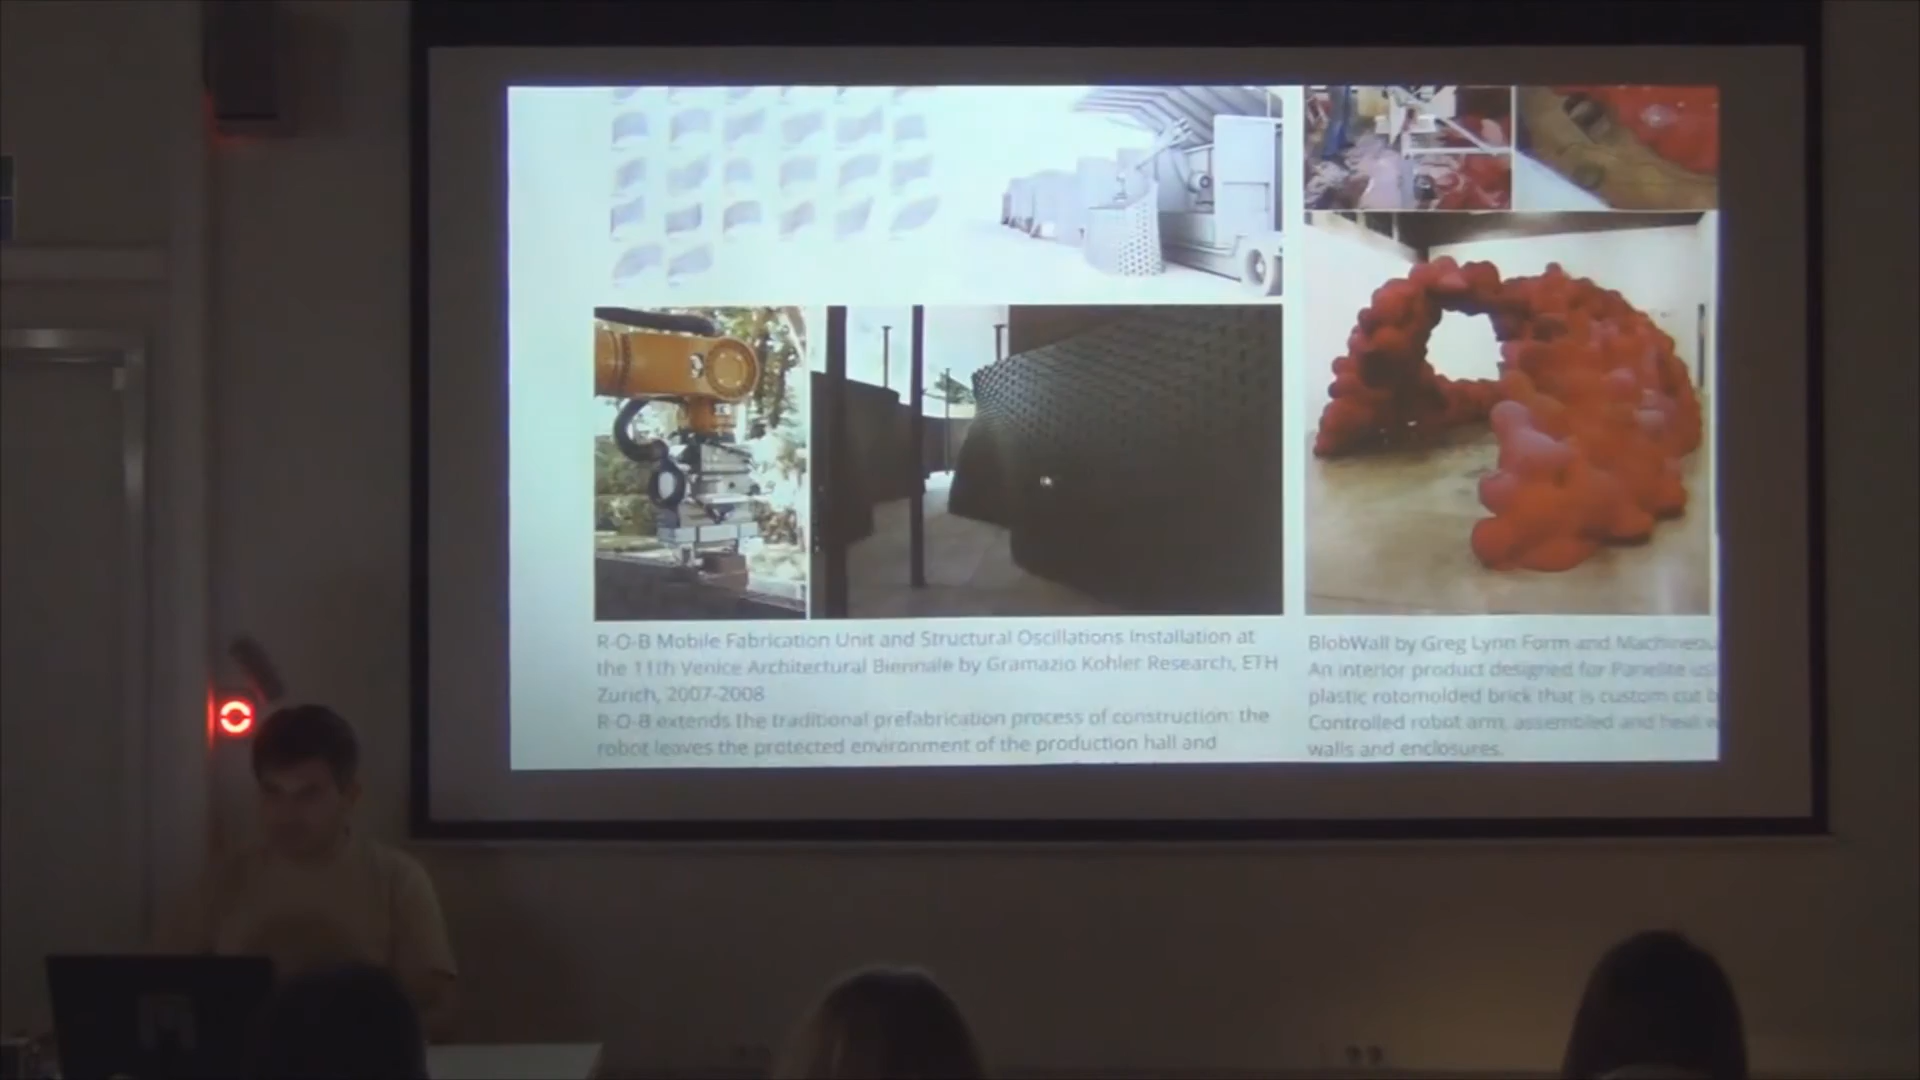 R-O-B Mobile Fabrication Unit and Structural Oscillations Installation at
the 11th Venice Architectural Biennale by Gramazio Kohler Research, ETH
Zurich, 2007-2008
R-O-B extends the traditional prefabrication process of construction: the
robot leaves the protected environment of the production hall and
BlobWall by Greg Lynn Form and Machineou
An interior product designed for Panelite
plastic rotomolded brick that is custom cut b
Controlled robot arm, assembled and heat
walls and enclosures.